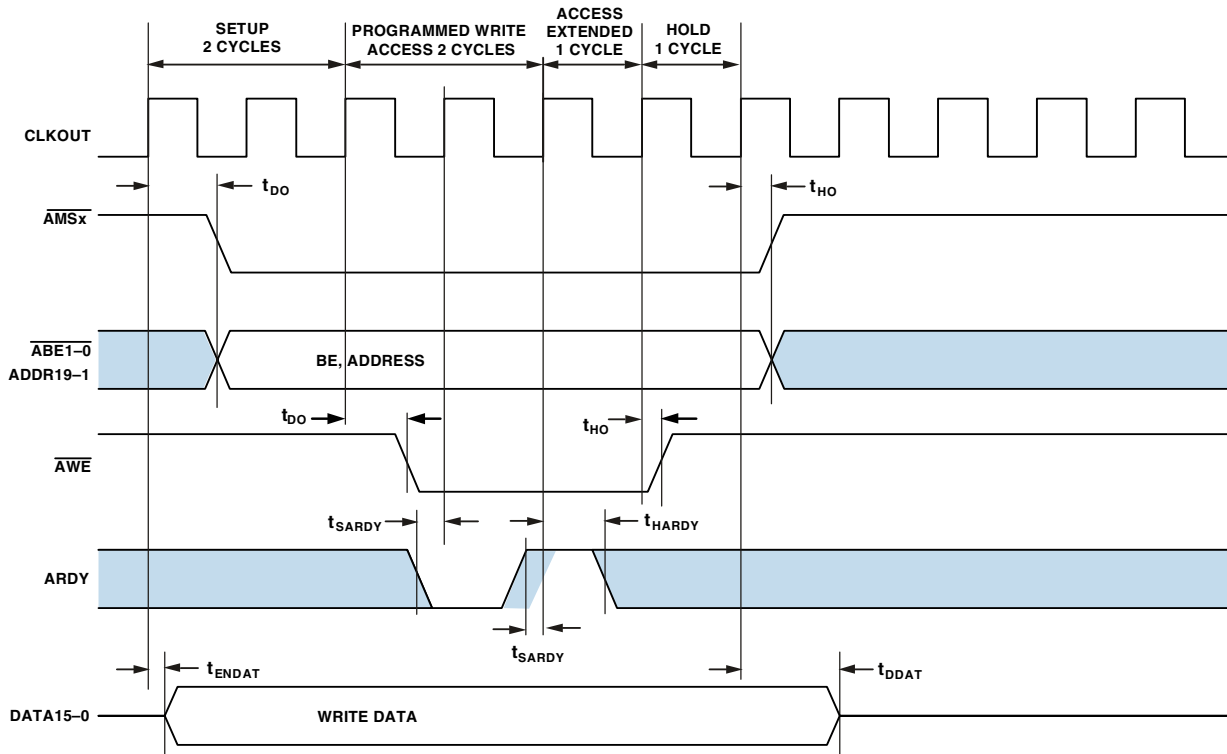 SETUP
2 CYCLES
PROGRAMMED WRITE
ACCESS 2 CYCLES
ACCESS
EXTENDED
1 CYCLE
HOLD
1 CYCLE
CLKOUT
tDO
tHO
AMSx
ABE1–0
ADDR19–1
BE, ADDRESS
tDO
tHO
AWE
tSARDY
tHARDY
ARDY
tSARDY
tENDAT
tDDAT
DATA15–0
WRITE DATA